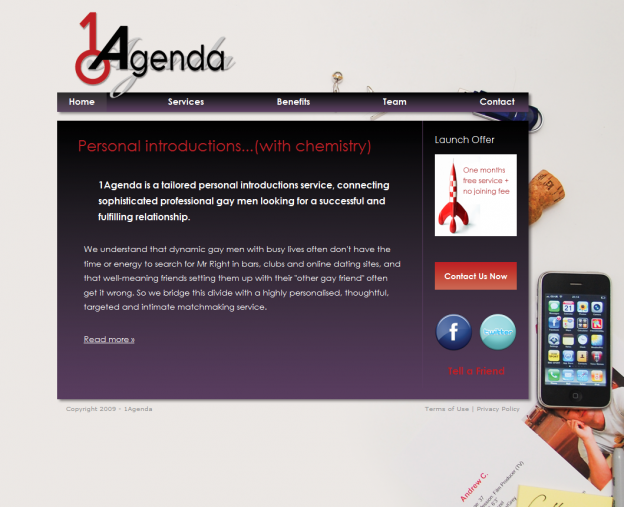 1Agenda
Home Services Benefits Team Contact
Personal introductions...(with chemistry)
1Agenda is a tailored personal introductions service, connecting
sophisticated professional gay men looking for a successful and
fulfilling relationship.
We understand that dynamic gay men with busy lives often don't have the
time or energy to search for Mr Right in bars, clubs and online dating sites, and
that well-meaning friends setting them up with their "other gay friend" often
get it wrong. So we bridge this divide with a highly personalised, thoughtful,
targeted and intimate matchmaking service.
Read more »
Launch Offer
One months
free service +
no joining fee
Contact Us Now
f
twitter
Tell a Friend
Copyright 2009 - 1Agenda
Terms of Use | Privacy Policy
Andrew C.
Film Producer (TV)